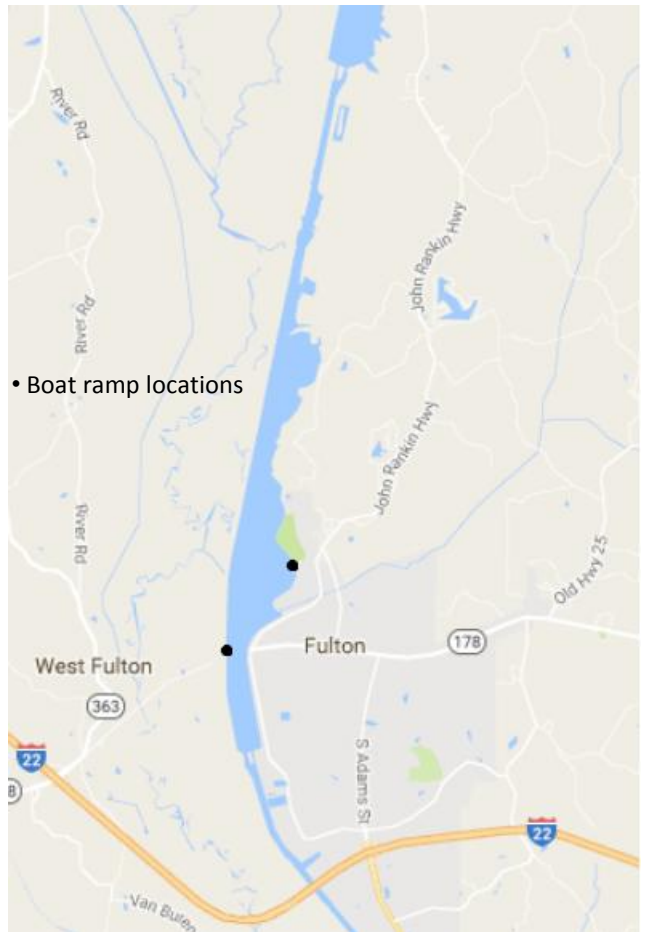 River Rd
John Rankin Hwy
River Rd
• Boat ramp locations
John Rankin Hwy
River Rd
Old Hwy 25
Fulton
178
West Fulton
363
22
S Adams St
8
22
Van Buren